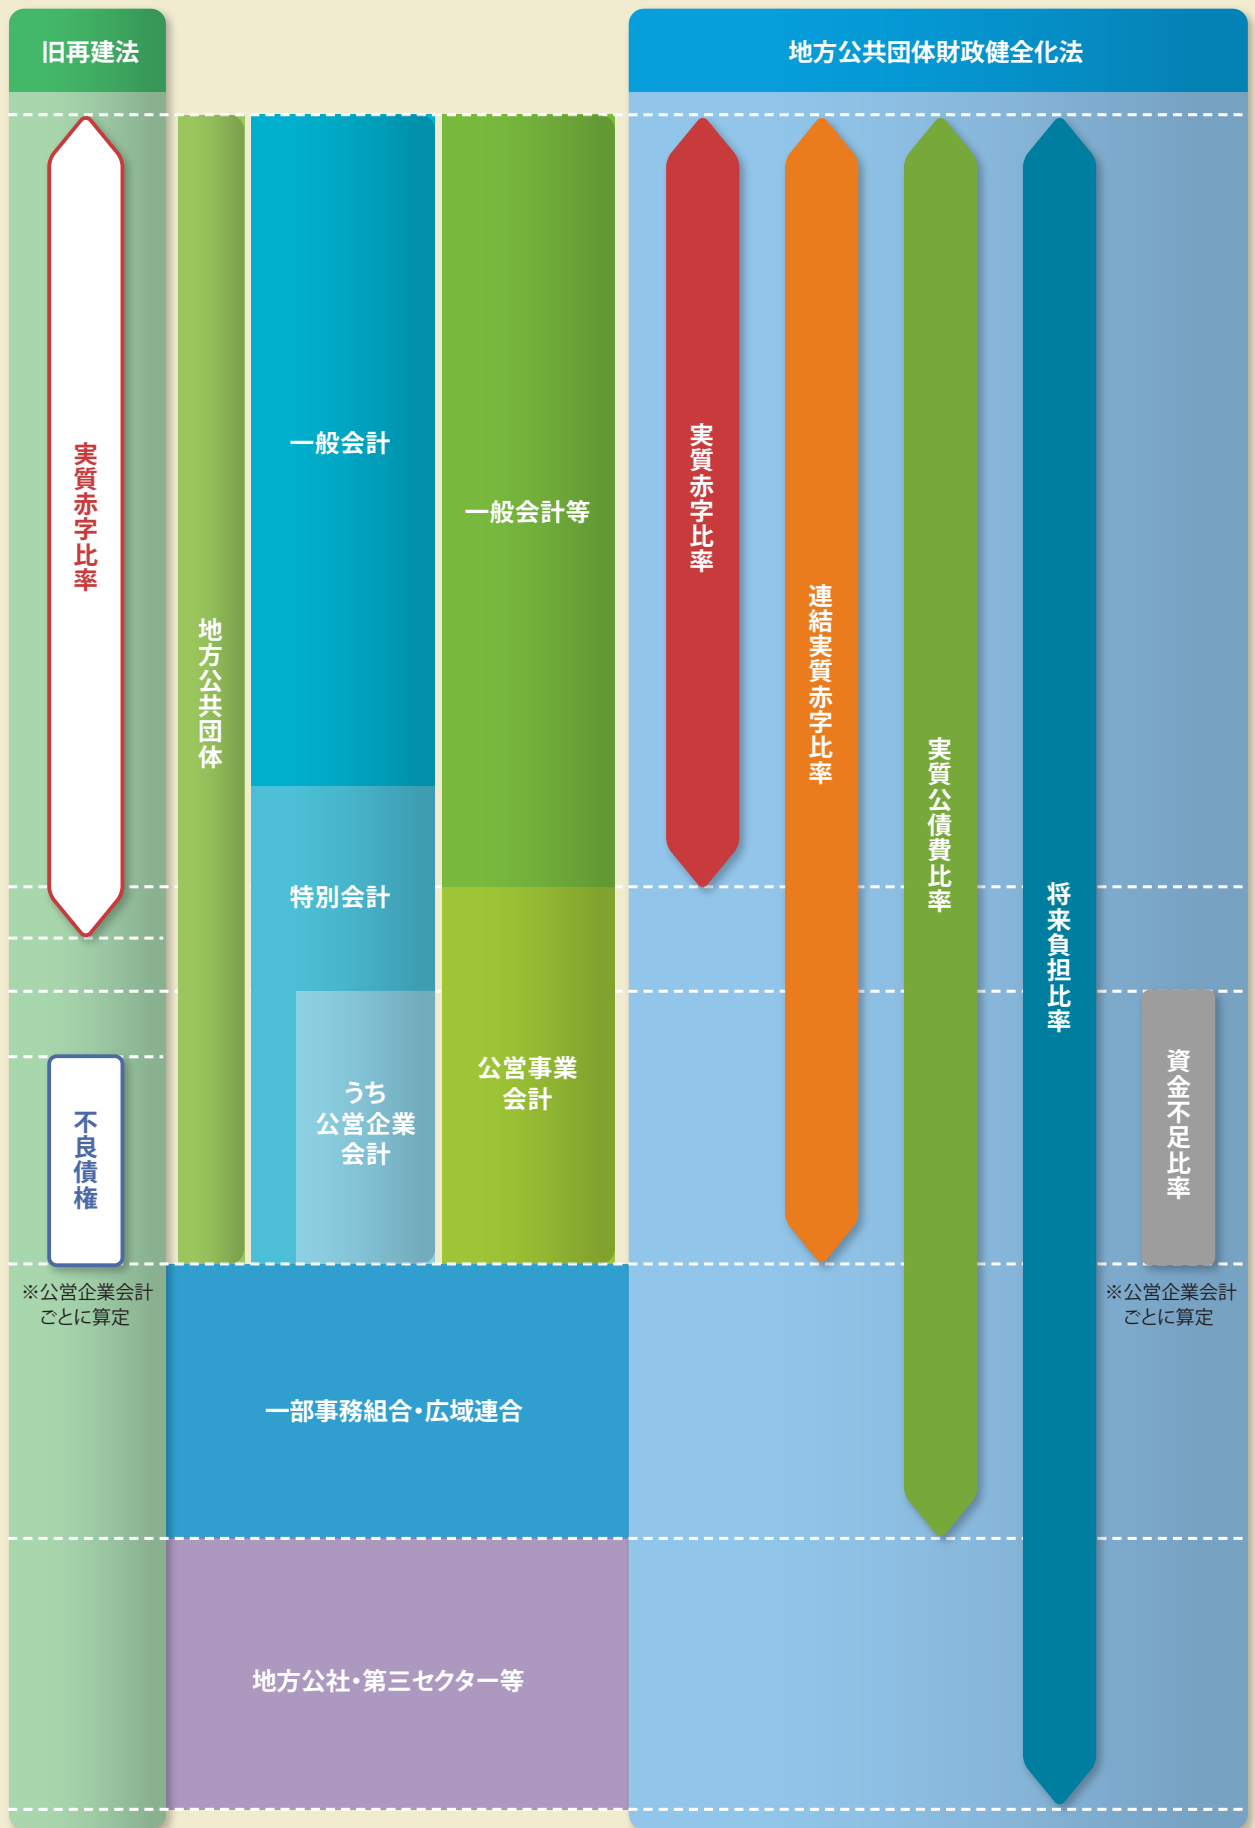 旧再建法
地方公共団体財政健全化法
実質赤字比率
不良債権
※公営企業会計
ごとに算定
地方公共団体
一般会計
特別会計
うち
公営企業
会計
一般会計等
公営事業
会計
一部事務組合・広域連合
地方公社・第三セクター等
実質赤字比率
連結実質赤字比率
実質公債費比率
将来負担比率
資金不足比率
※公営企業会計
ごとに算定